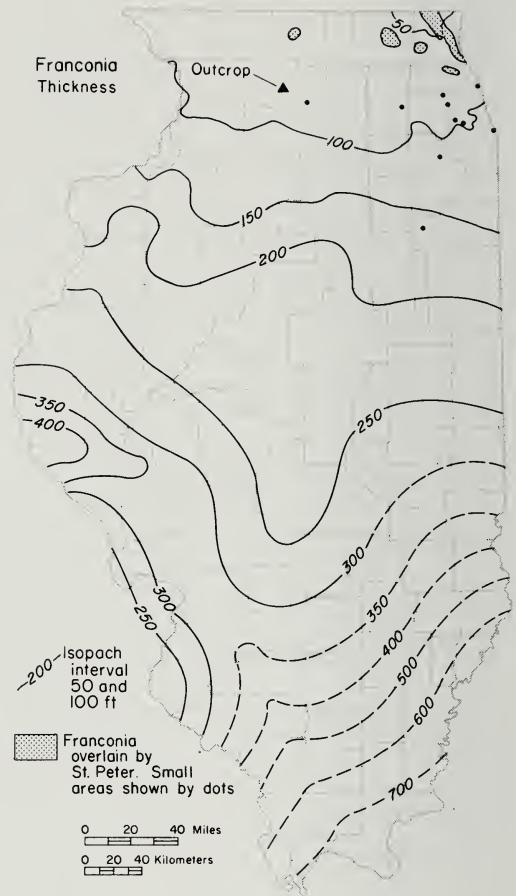 Franconia
Thickness
Outcrop
50
100
150
200
250
350
400
300
300
250
350
400
500
600
700
200
Isopach
interval
50 and
100 ft
Franconia
overlain by
St. Peter. Small
areas shown by dots
0 20 40 Miles
0 20 40 Kilometers